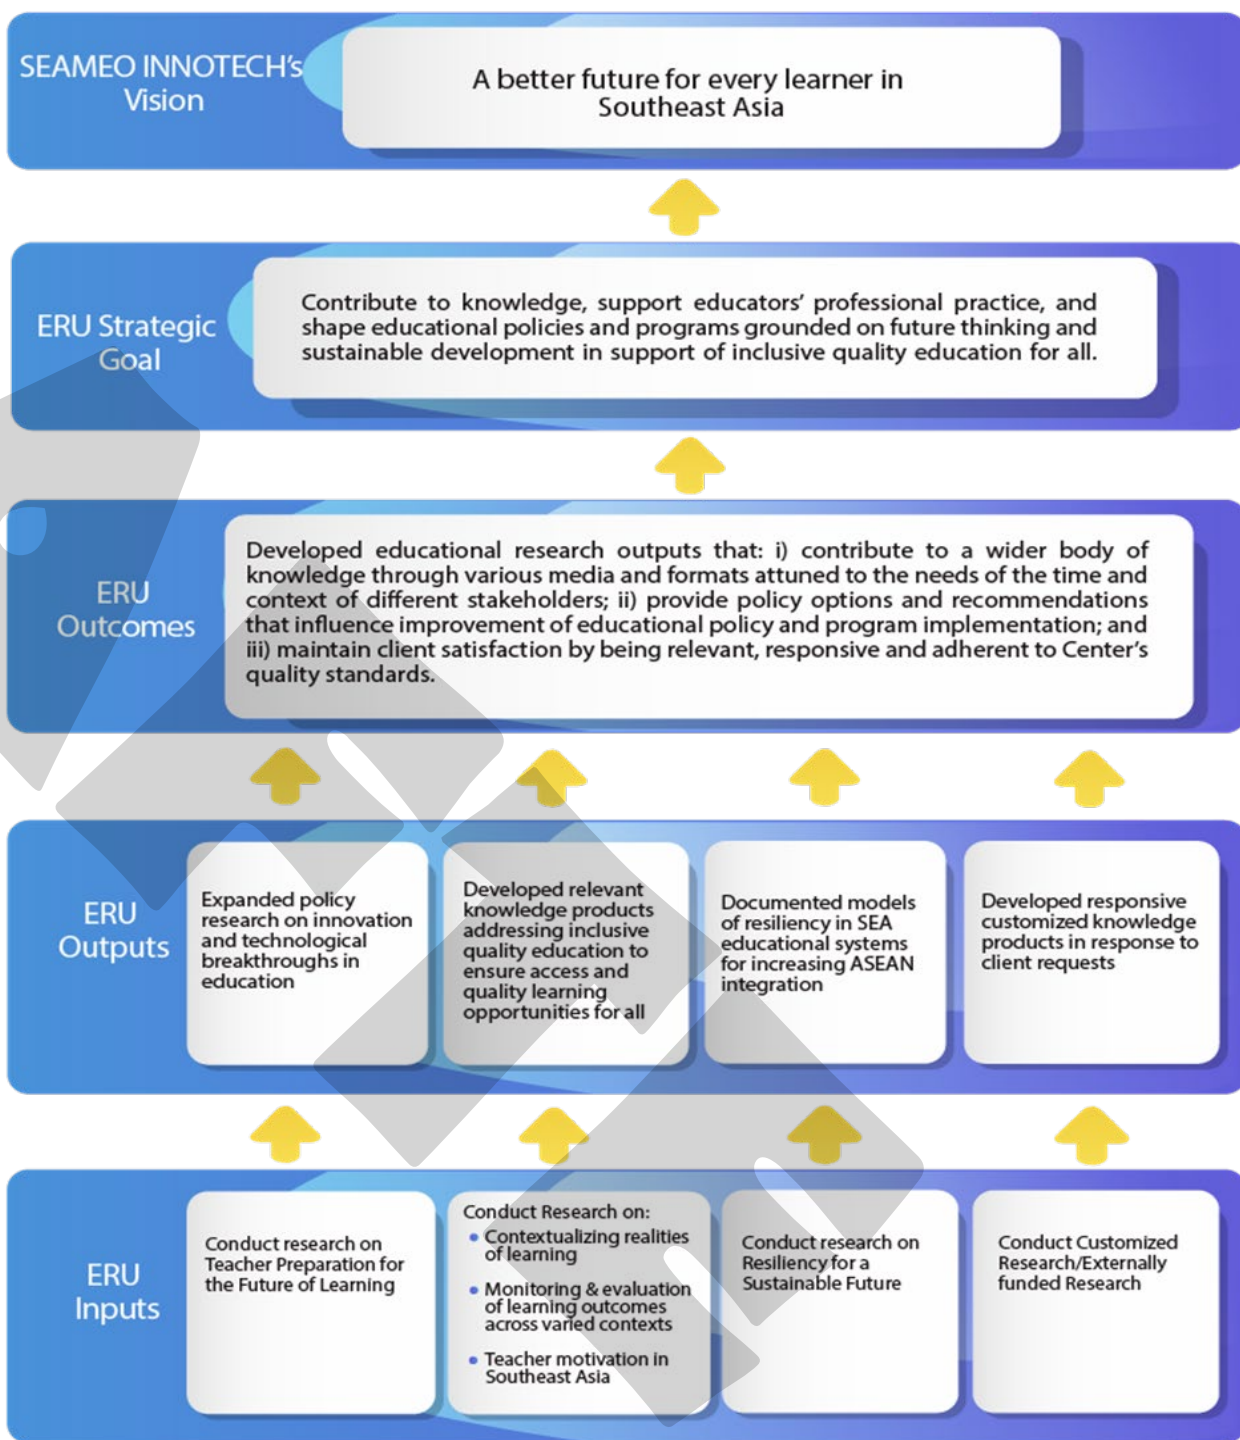 SEAMEO INNOTECH's
Vision
A better future for every learner in
Southeast Asia
ERU Strategic
Goal
Contribute to knowledge, support educators' professional practice, and
shape educational policies and programs grounded on future thinking and
sustainable development in support of inclusive quality education for all.
ERU
Outcomes
Developed educational research outputs that: i) contribute to a wider body of
knowledge through various media and formats attuned to the needs of the time and
context of different stakeholders; ii) provide policy options and recommendations
that influence improvement of educational policy and program implementation; and
iii) maintain client satisfaction by being relevant, responsive and adherent to Center's
quality standards.
ERU
Outputs
Expanded policy
research on innovation
and technological
breakthroughs in
education
Developed relevant
knowledge products
addressing inclusive
quality education to
ensure access and
quality learning
opportunities for all
Documented models
of resiliency in SEA
educational systems
for increasing ASEAN
integration
Developed responsive
customized knowledge
products in response to
client requests
ERU
Inputs
Conduct research on
Teacher Preparation for
the Future of Learning
Conduct Research on:
• Contextualizing realities
of learning
• Monitoring & evaluation
of learning outcomes
across varied contexts
• Teacher motivation in
Southeast Asia
Conduct research on
Resiliency for a
Sustainable Future
Conduct Customized
Research/Externally
funded Research